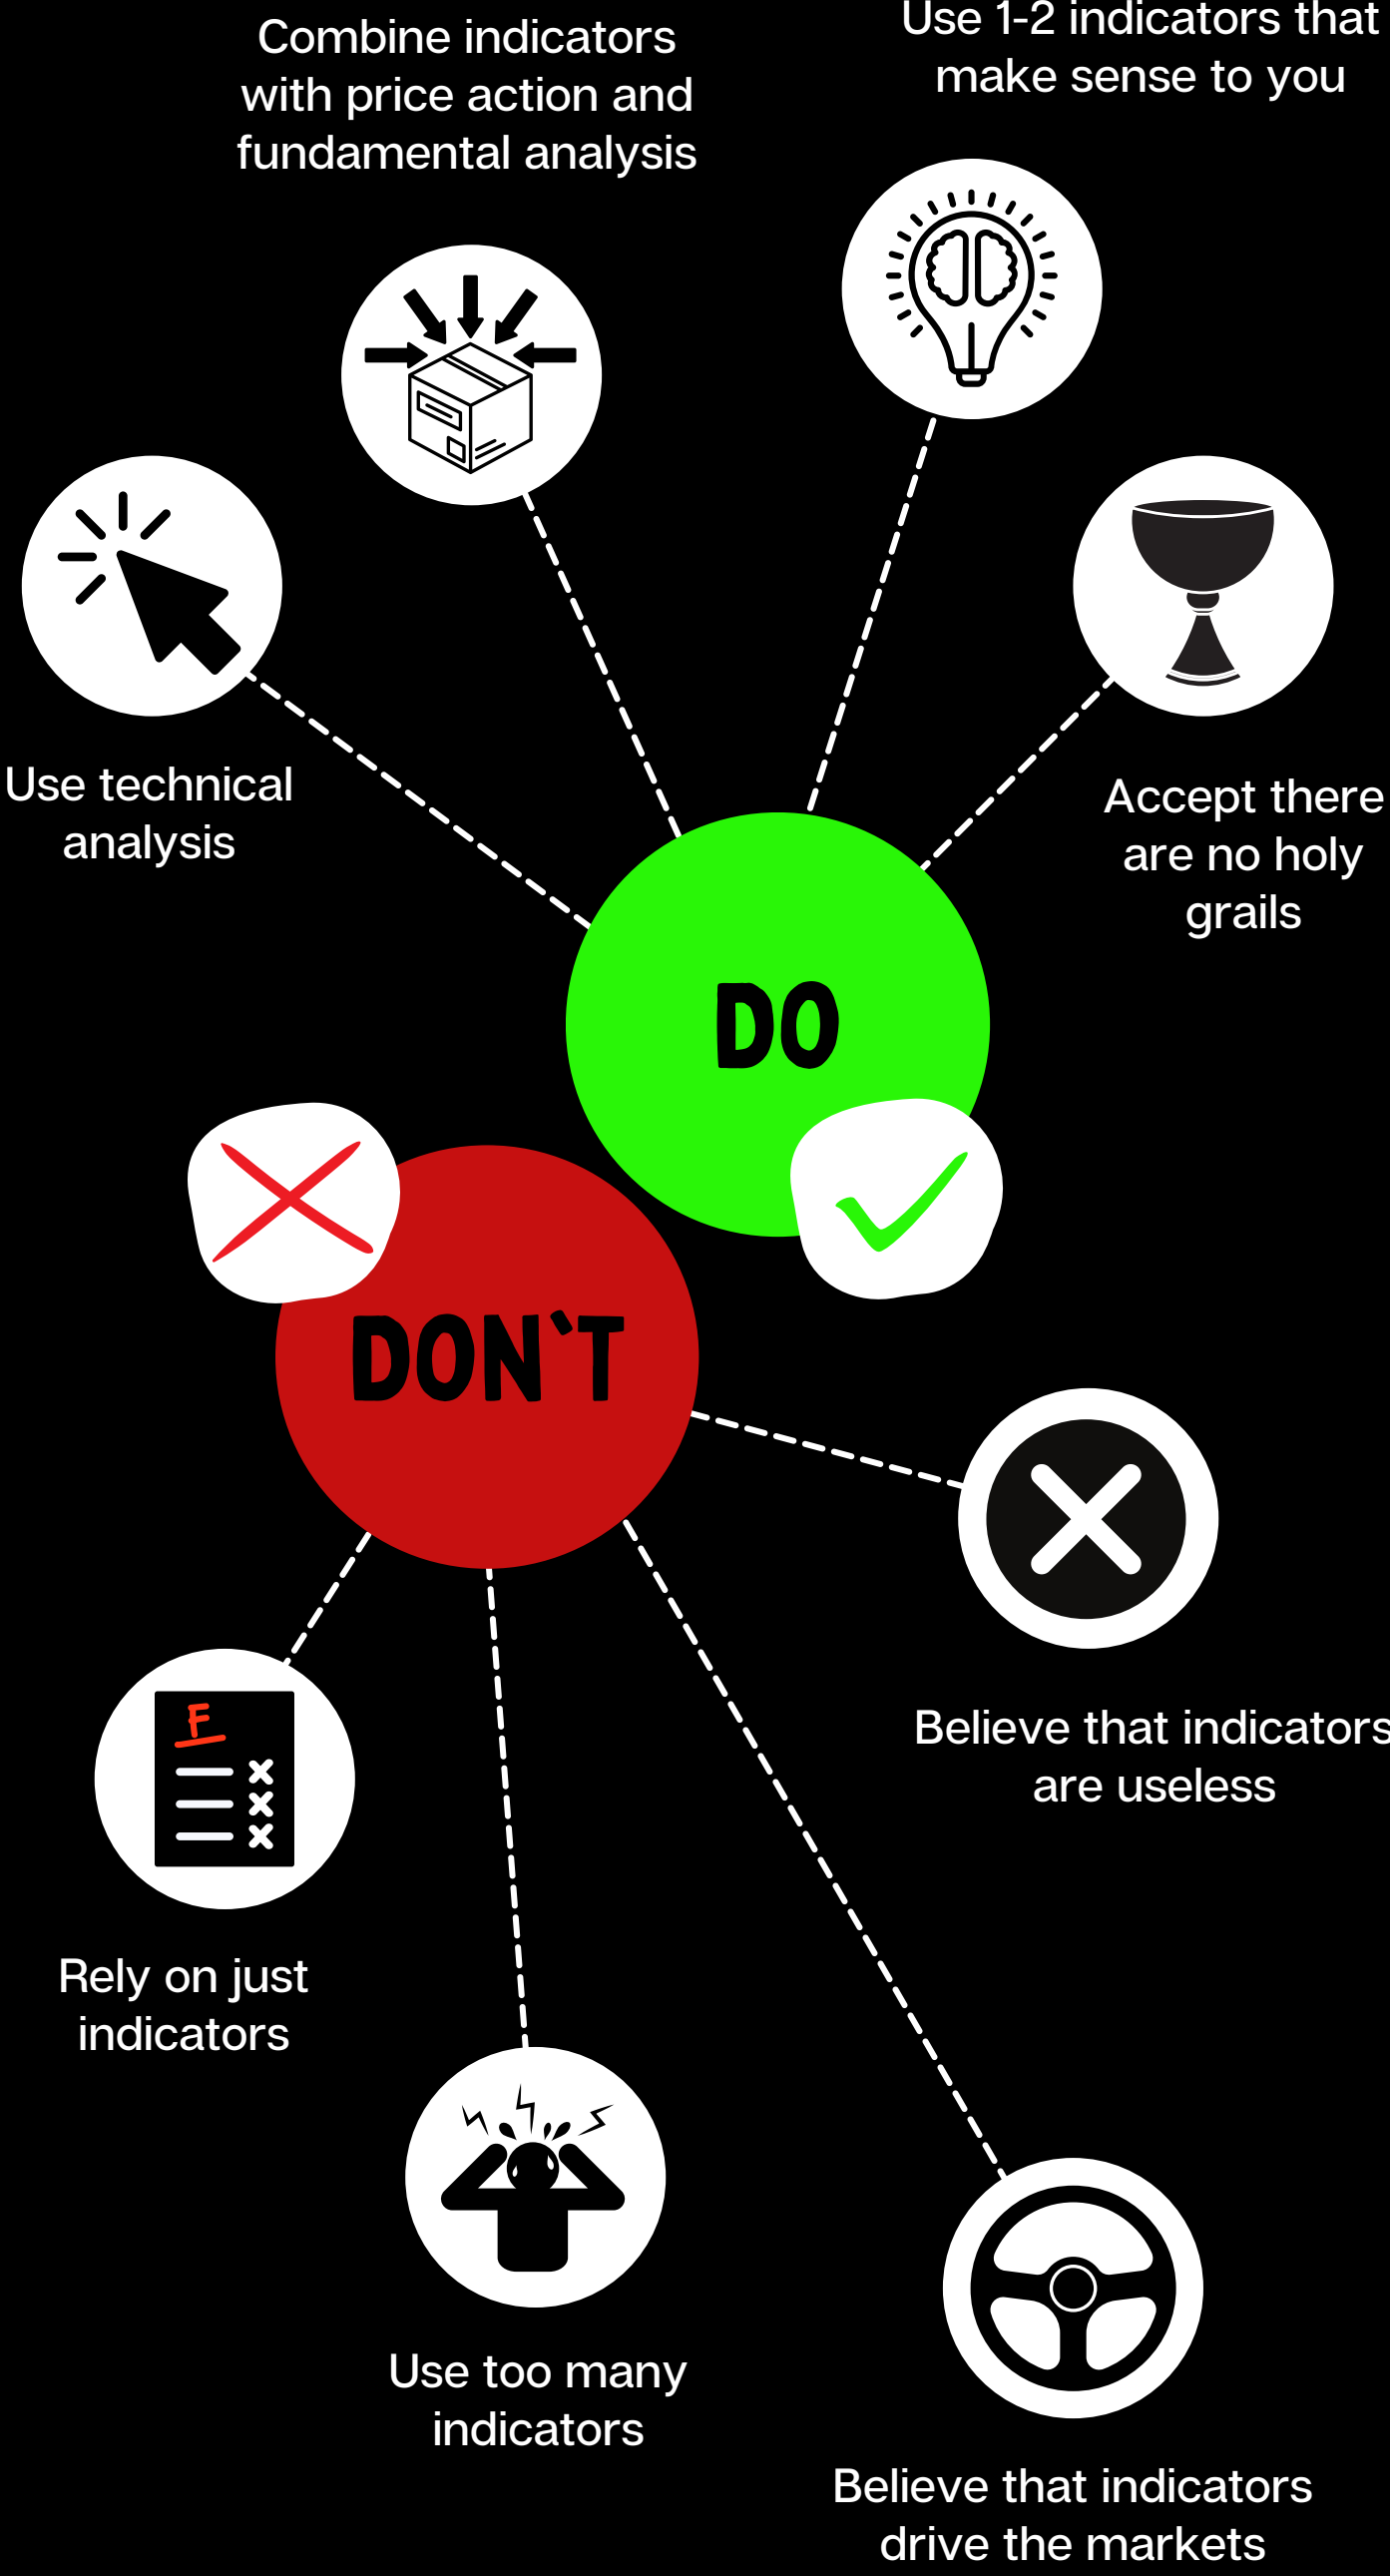 Combine indicators
with price action and
fundamental analysis
Use 1-2 indicators that
make sense to you
Use technical
analysis
Accept there
are no holy
grails
DO
DON`T
Believe that indicators
are useless
F
Rely on just
indicators
Use too many
indicators
Believe that indicators
drive the markets